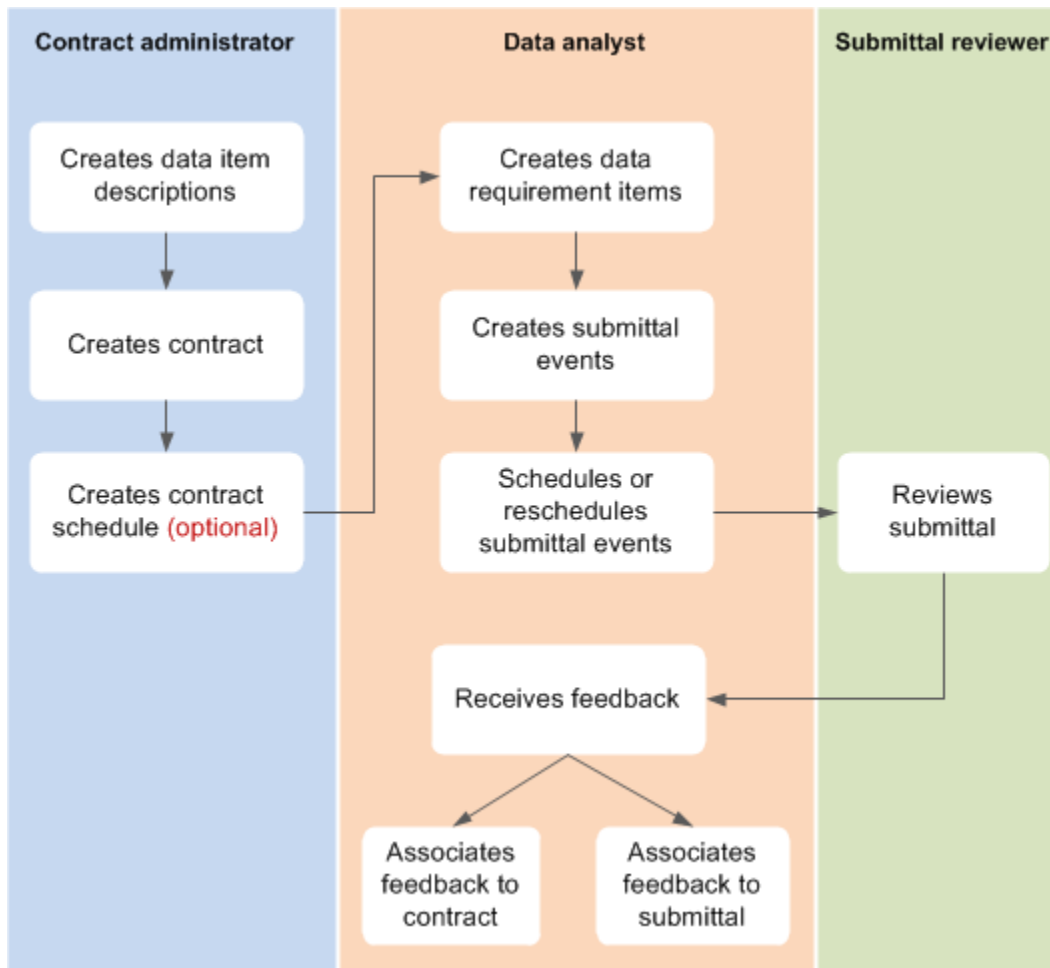 Contract administrator
Data analyst
Submittal reviewer
Creates data item
descriptions
Creates contract
Creates contract
schedule (optional)
Creates data
requirement items
Creates submittal
events
Schedules or
reschedules
submittal events
Reviews
submittal
Receives feedback
Associates
feedback to
contract
Associates
feedback to
submittal